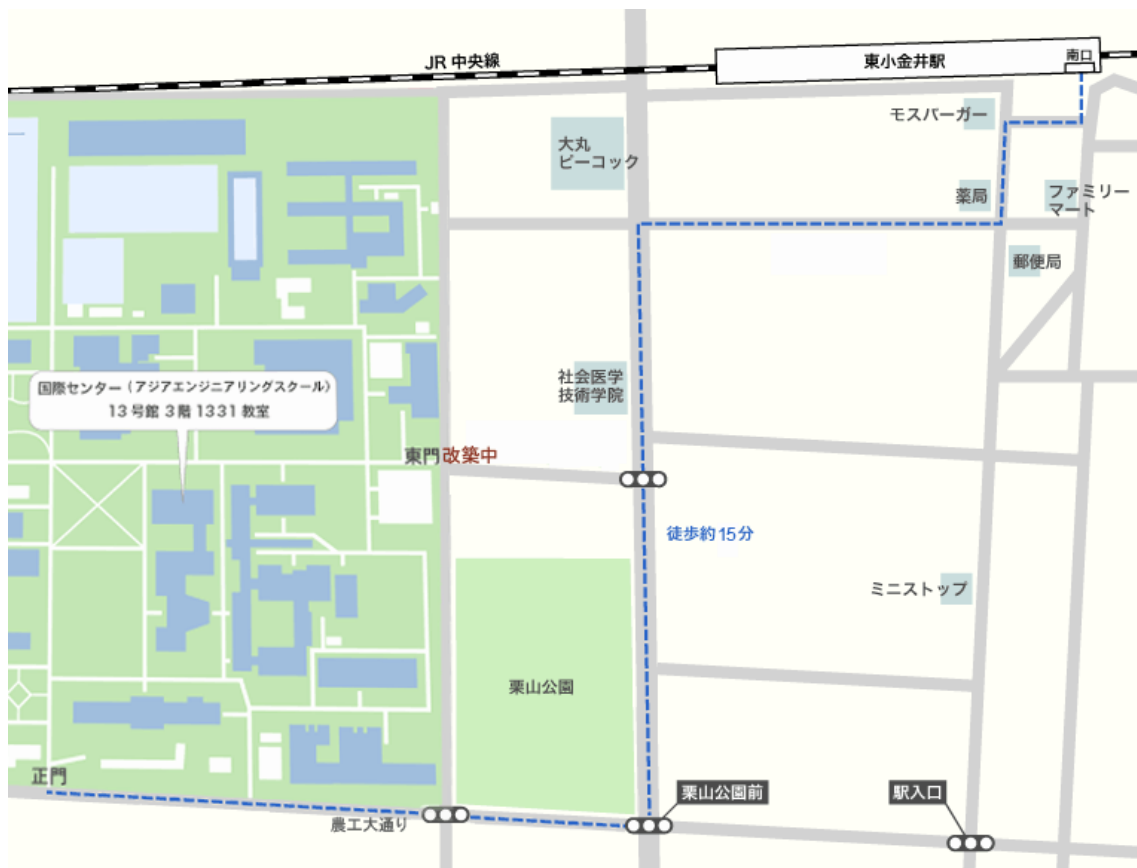 JR 中央線
東小金井駅
南口
モスバーガー
大丸
ピーコック
薬局
ファミリー
マート
郵便局
国際センター（アジアエンジニアリングスクール）
13 号館 3 階 1331 教室
社会医学
技術学院
東門 改築中
徒歩約15分
ミニストップ
栗山公園
正門
栗山公園前
駅入口
農工大通り